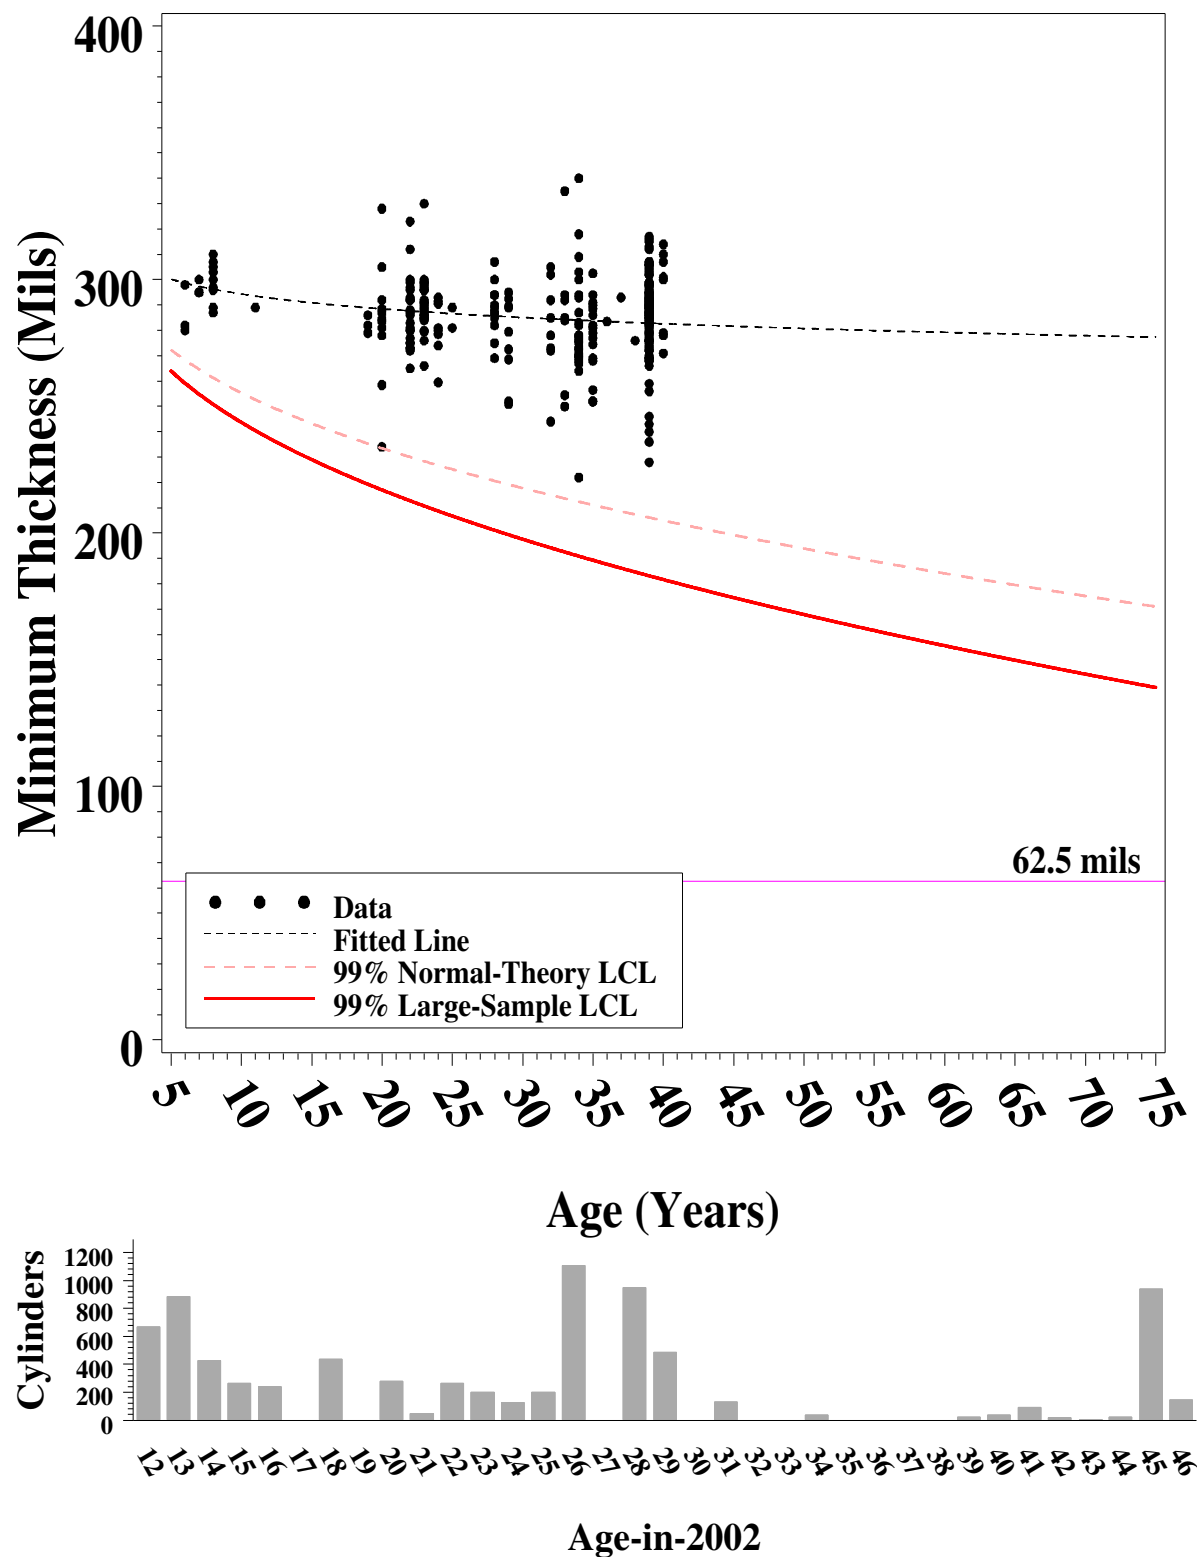 400
300
200
100
0
Minimum Thickness (Mils)
62.5 mils
Data
Fitted Line
99% Normal-Theory LCL
99% Large-Sample LCL
5 10 15 20 25 30 35 40 45 50 55 60 65 70 75
Age (Years)
1200
1000
800
600
400
200
0
Cylinders
12 13 14 15 16 17 18 19 20 21 22 23 24 25 26 27 28 29 30 31 32 33 34 35 36 37 38 39 40 41 42 43 44 45 46
Age-in-2002